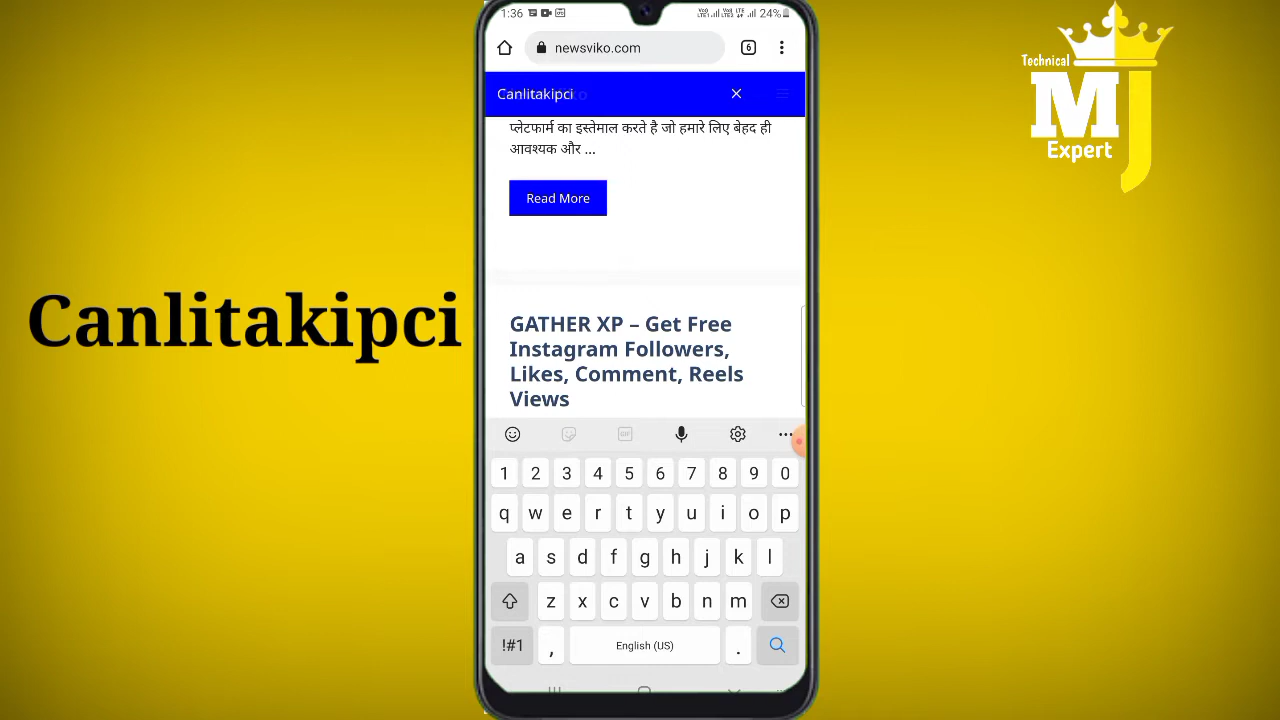 1:36
24%
newsviko.com
6
Canlitakipci
प्लेटफार्म का इस्तेमाल करते है जो हमारे लिए बेहद ही
आवश्यक और ...
Read More
GATHER XP – Get Free
Instagram Followers,
Likes, Comment, Reels
Views
GIF
1 2 3 4 5 6 7 8 9 0
q w e r t y u i o p
a s d f g h j k l
z x c v b n m
!#1 , English (US) .
Canlitakipci
Technical
MJ
Expert